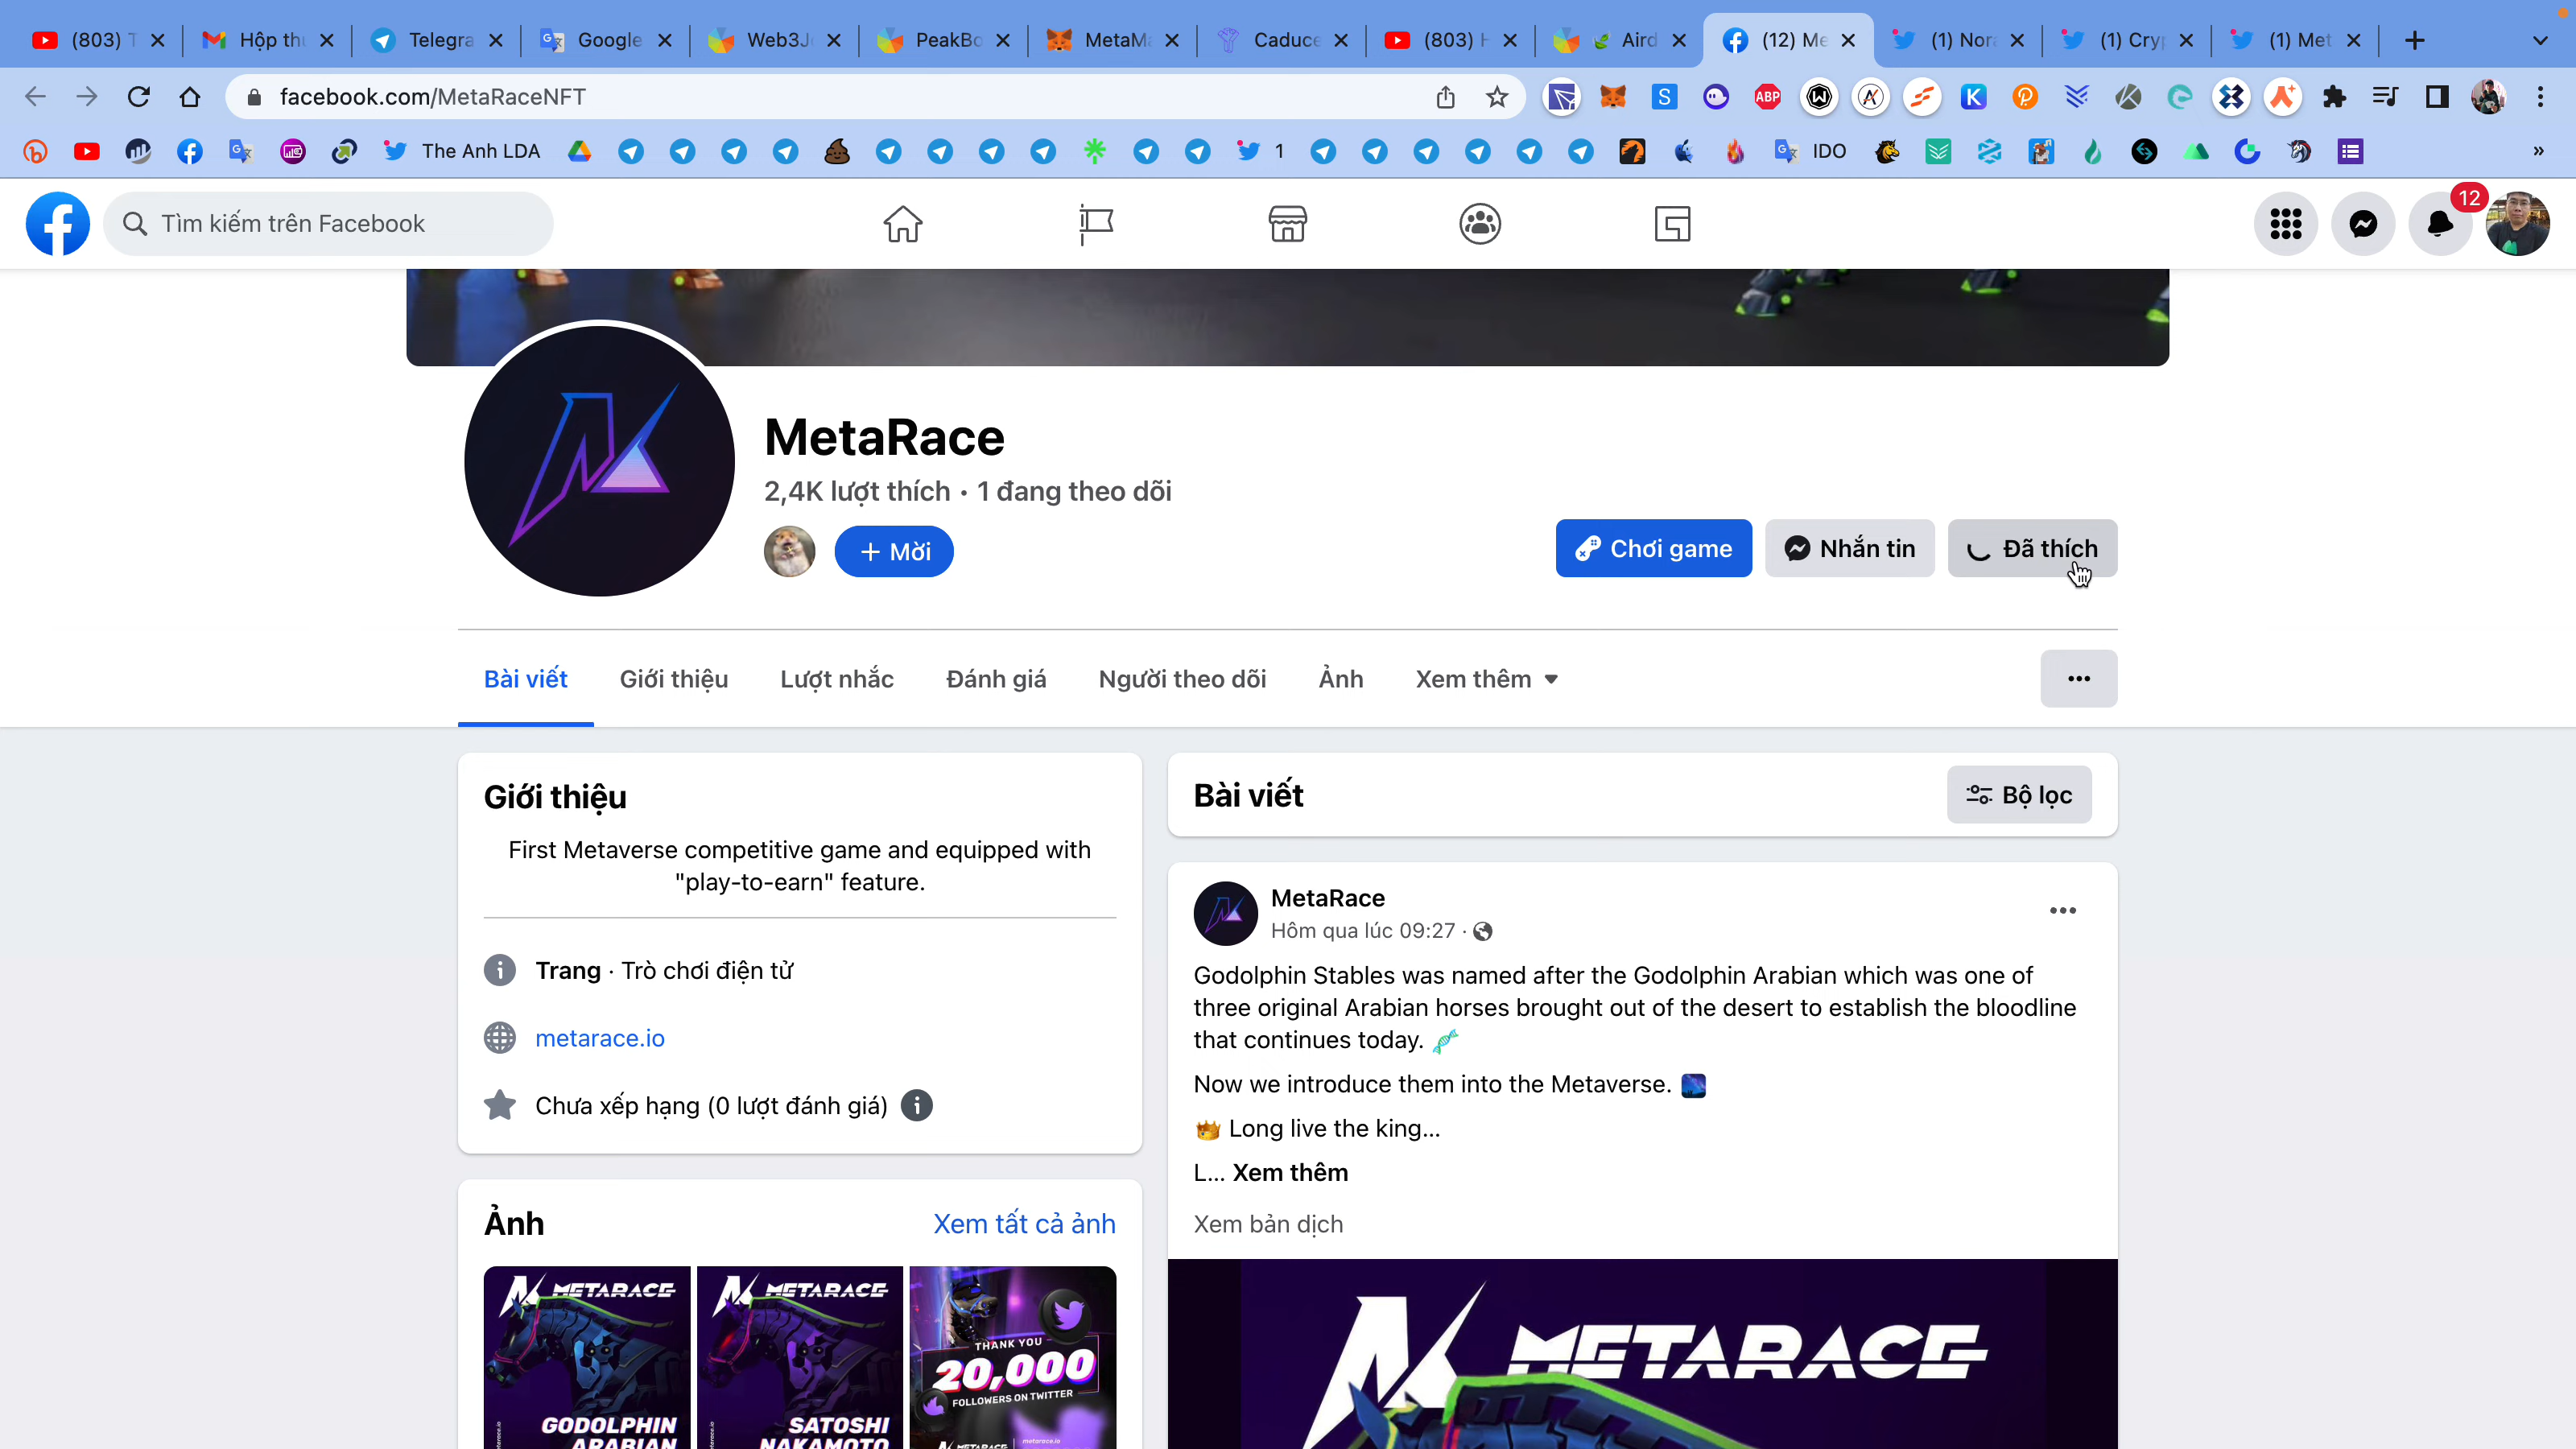 (803) T
Hộp thư
Telegra
Google
Web3J
PeakBo
MetaMa
Caduce
(803) H
Aird
(12) Me
(1) Nor
(1) Cry
(1) Met
facebook.com/MetaRaceNFT
ABP
The Anh LDA
1
IDO
Tìm kiếm trên Facebook
12
MetaRace
2,4K lượt thích · 1 đang theo dõi
+ Mời
Chơi game
Nhắn tin
Đã thích
Bài viết
Giới thiệu
Lượt nhắc
Đánh giá
Người theo dõi
Ảnh
Xem thêm
Giới thiệu
First Metaverse competitive game and equipped with
"play-to-earn" feature.
Trang · Trò chơi điện tử
metarace.io
Chưa xếp hạng (0 lượt đánh giá)
Ảnh
Xem tất cả ảnh
METARACE
GODOLPHIN
ARABIAN
METARACE
SATOSHI
NAKAMOTO
THANK YOU
20,000
FOLLOWERS ON TWITTER
METARACE
metarace.io
Bài viết
Bộ lọc
MetaRace
Hôm qua lúc 09:27 ·
Godolphin Stables was named after the Godolphin Arabian which was one of
three original Arabian horses brought out of the desert to establish the bloodline
that continues today. 🧬
Now we introduce them into the Metaverse. 🌌
👑 Long live the king...
L... Xem thêm
Xem bản dịch
METARACE